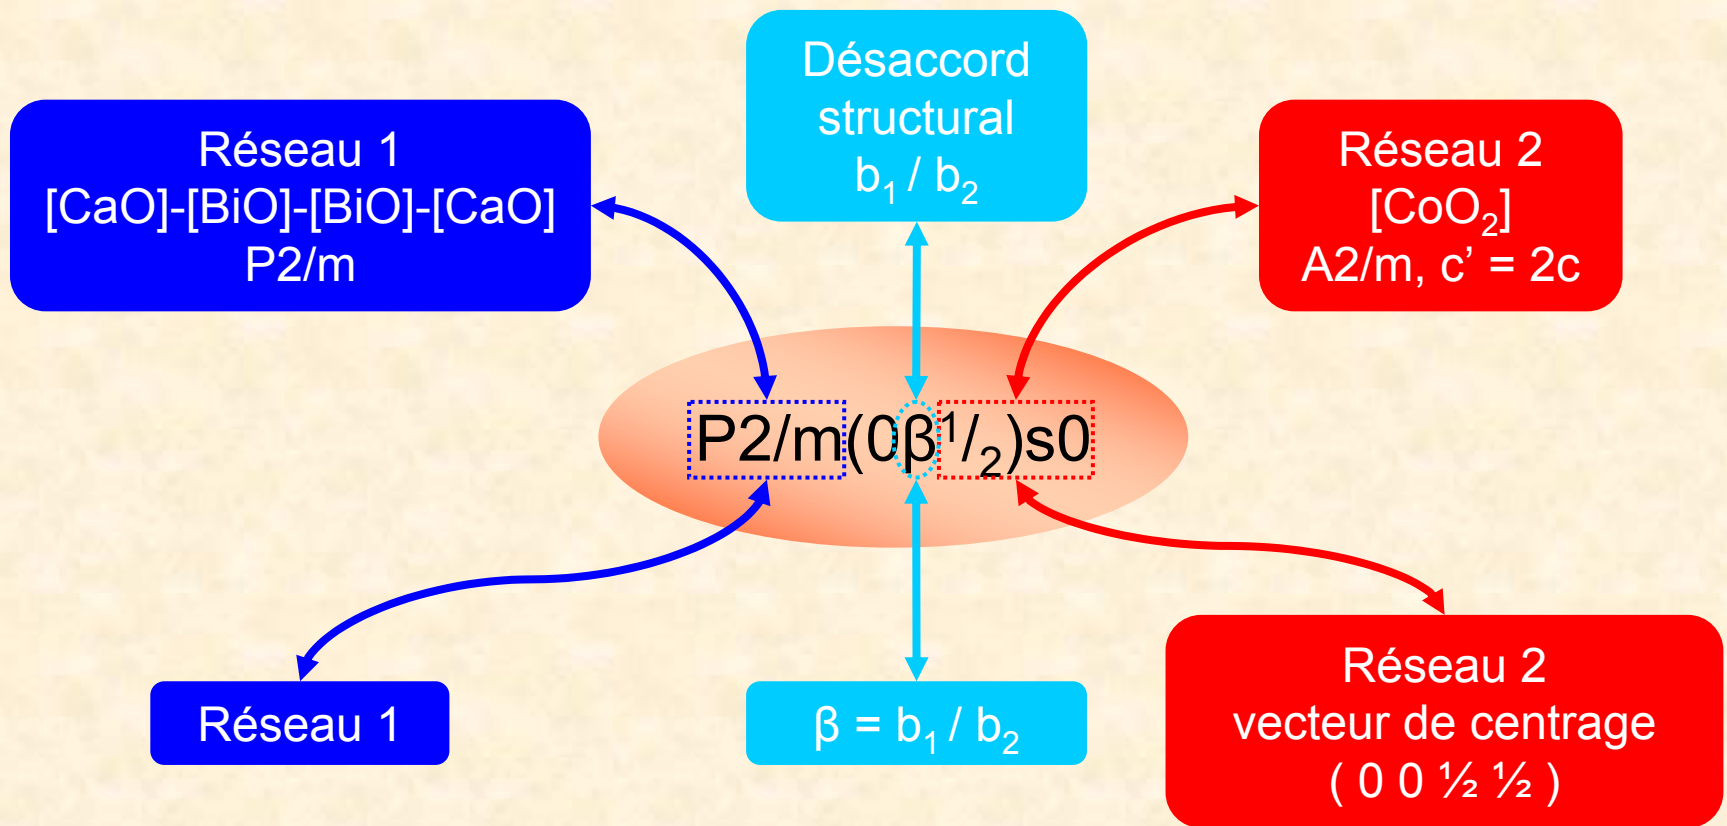 Désaccord
structural
b₁ / b₂
Réseau 1
[CaO]-[BiO]-[BiO]-[CaO]
P2/m
Réseau 2
[CoO₂]
A2/m, c’ = 2c
P2/m(0β¹/₂)s0
Réseau 1
β = b₁ / b₂
Réseau 2
vecteur de centrage
( 0 0 ½ ½ )